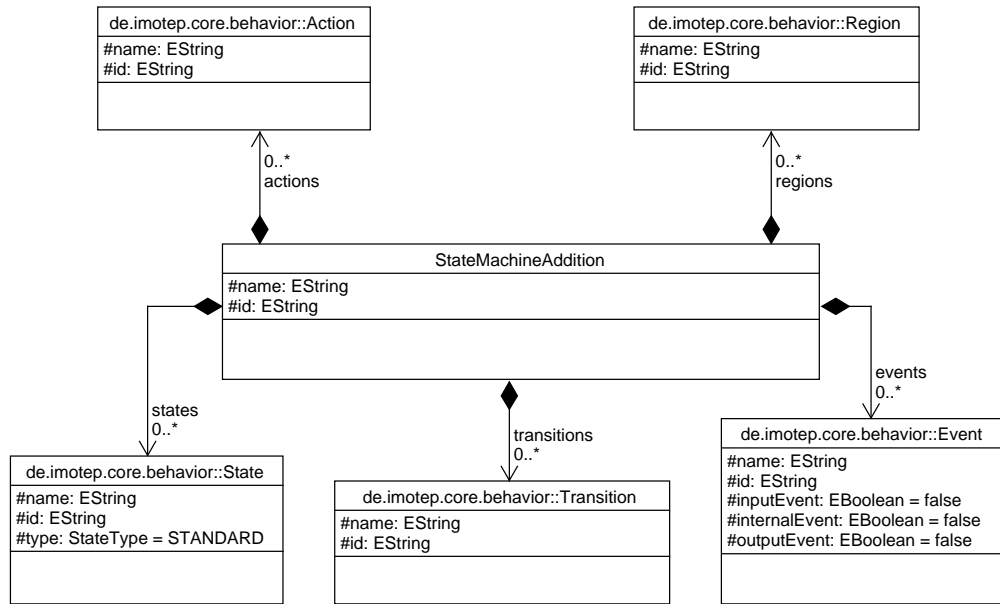 de.imotep.core.behavior::Action
#name: EString
#id: EString
de.imotep.core.behavior::Region
#name: EString
#id: EString
0..*
actions
0..*
regions
StateMachineAddition
#name: EString
#id: EString
states
0..*
transitions
0..*
events
0..*
de.imotep.core.behavior::State
#name: EString
#id: EString
#type: StateType = STANDARD
de.imotep.core.behavior::Transition
#name: EString
#id: EString
de.imotep.core.behavior::Event
#name: EString
#id: EString
#inputEvent: EBoolean = false
#internalEvent: EBoolean = false
#outputEvent: EBoolean = false